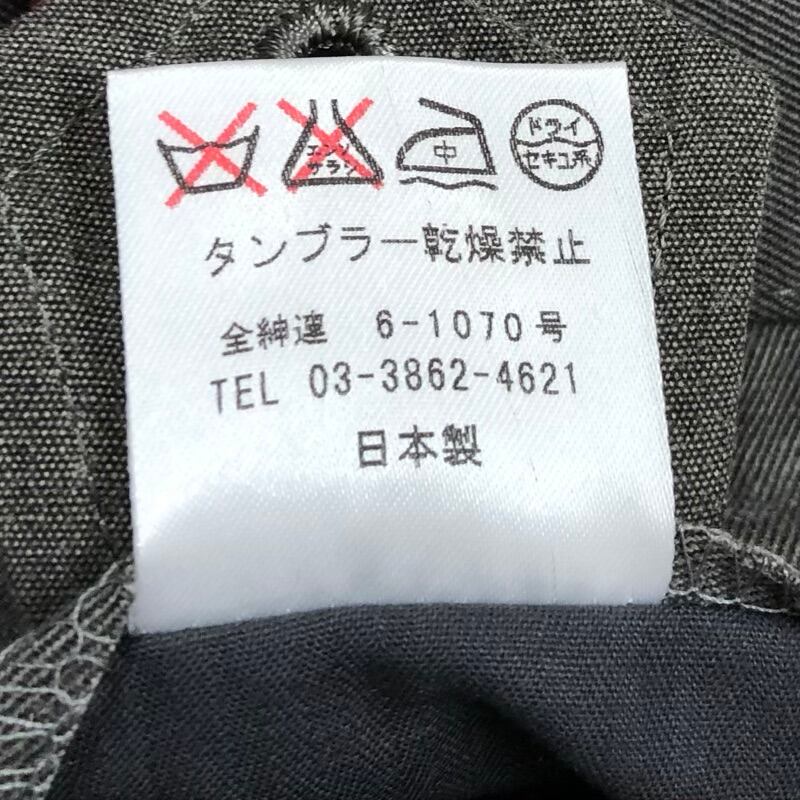 エンソ サラシ 中 ドライ セキユ系
タンブラー乾燥禁止
全紳連 6-1070号
TEL 03-3862-4621
日本製